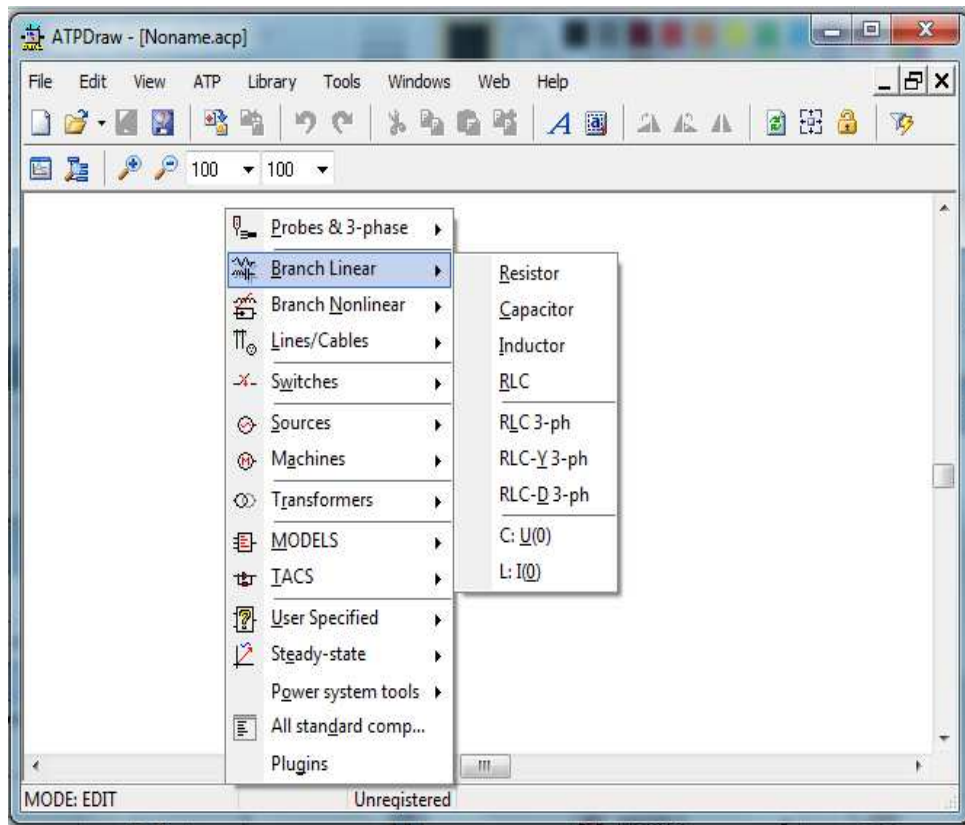 ATPDraw - [Noname.acp]
File Edit View ATP Library Tools Windows Web Help
A a
100 100
Probes & 3-phase
Branch Linear
Branch Nonlinear
Lines/Cables
Switches
Sources
Machines
Transformers
MODELS
TACS
User Specified
Steady-state
Power system tools
All standard comp...
Plugins
Resistor
Capacitor
Inductor
RLC
RLC 3-ph
RLC-Y 3-ph
RLC-D 3-ph
C: U(0)
L: I(0)
MODE: EDIT Unregistered